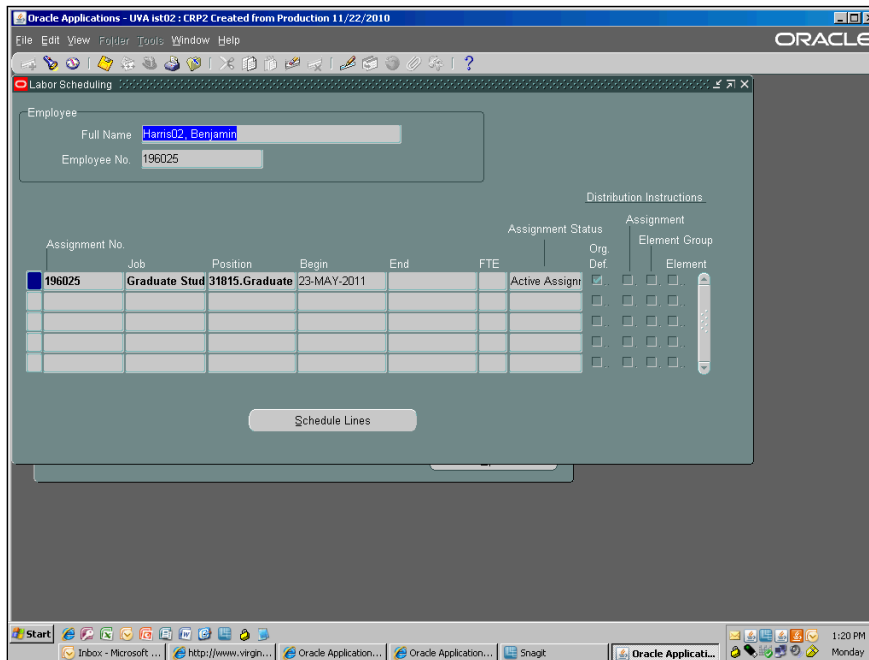 Oracle Applications - UVA ist02 : CRP2 Created from Production 11/22/2010
File Edit View Folder Tools Window Help
ORACLE
Labor Scheduling
Employee
Full Name Harris02, Benjamin
Employee No. 196025
Distribution Instructions
Assignment Status Assignment
Assignment No. Org. Element Group
Job Position Begin End FTE Def. Element
196025 Graduate Stud 31815.Graduate 23-MAY-2011 Active Assignr
Schedule Lines
Start 1:20 PM
Inbox - Microsoft ... http://www.virgin... Oracle Application... Oracle Application... Snagit Oracle Applicati... Monday